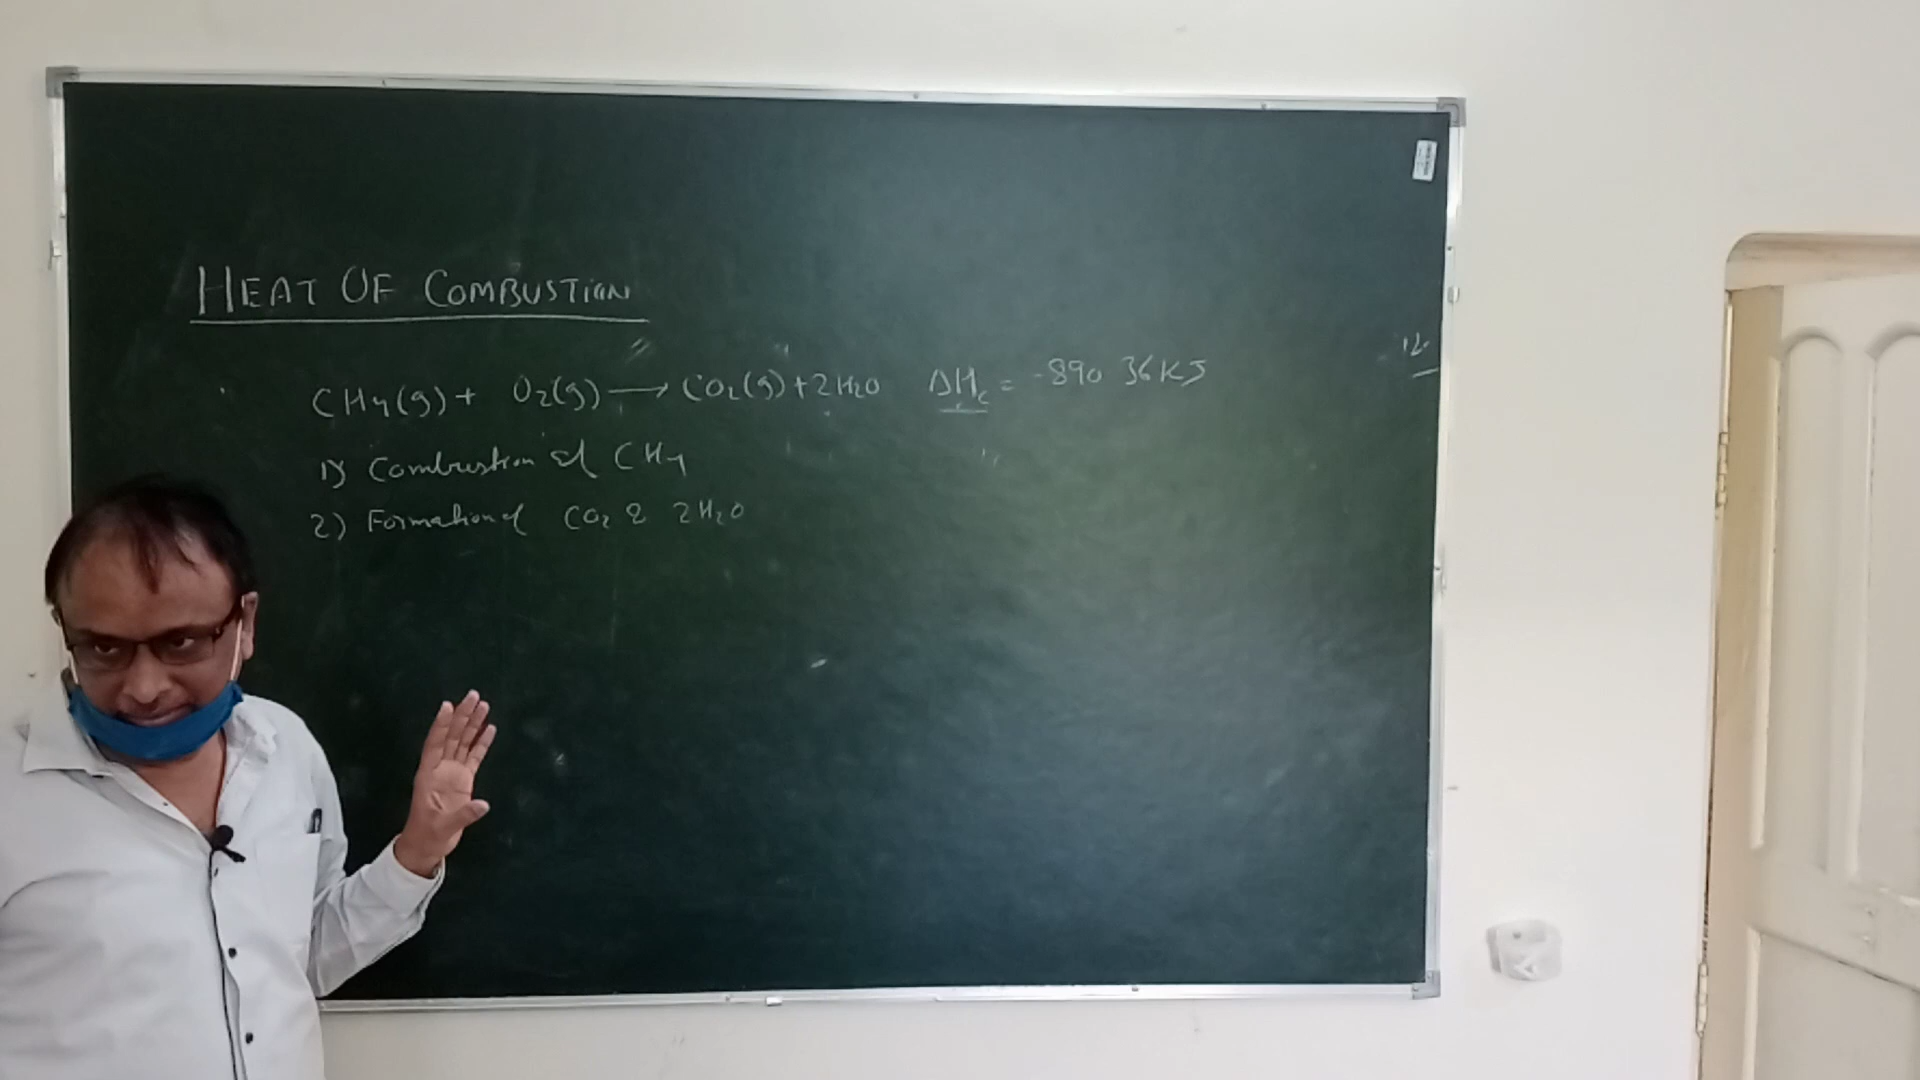 HEAT OF COMBUSTION
CH4(g) + O2(g) → CO2(g) + 2H2O ΔHc = -890 36 KJ
12
1) Combustion of CH4
2) Formation of CO2 & 2H2O